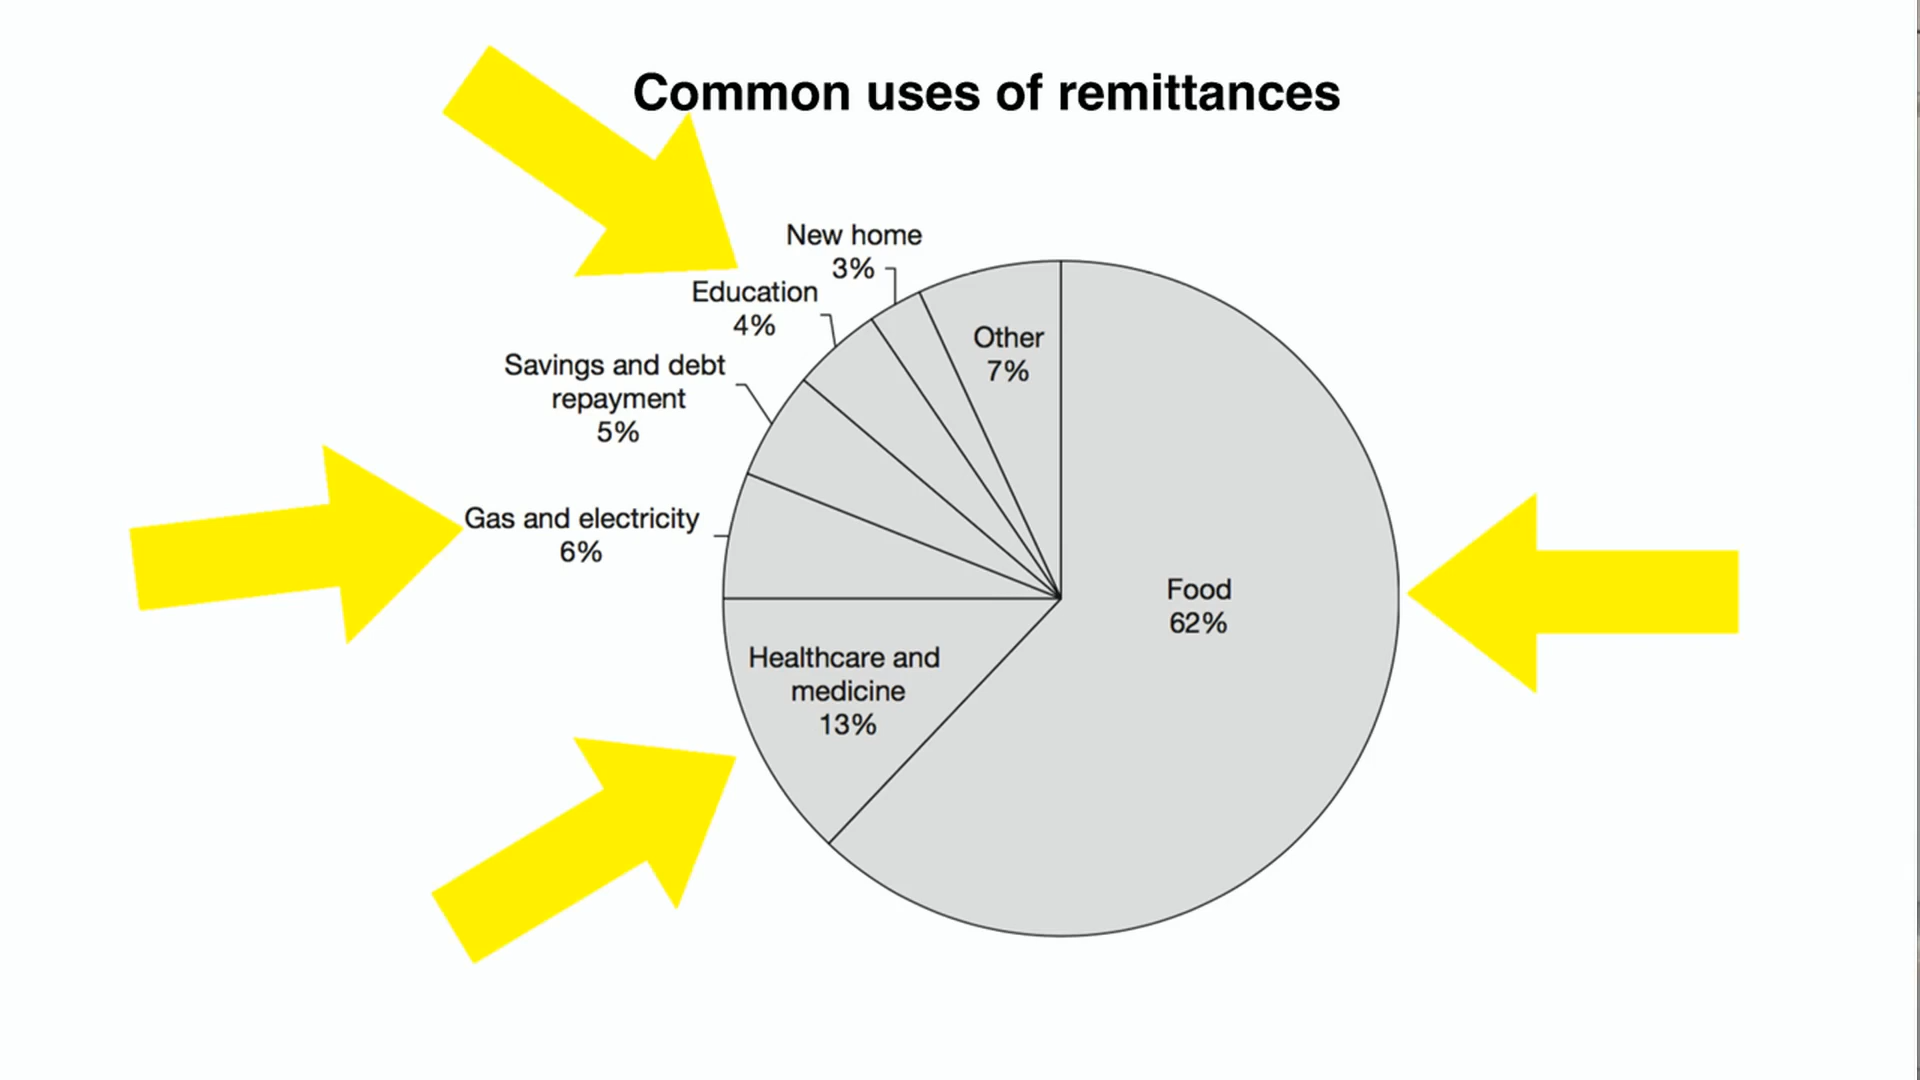 Common uses of remittances
New home
3%
Education
4%
Other
7%
Savings and debt
repayment
5%
Gas and electricity
6%
Food
62%
Healthcare and
medicine
13%